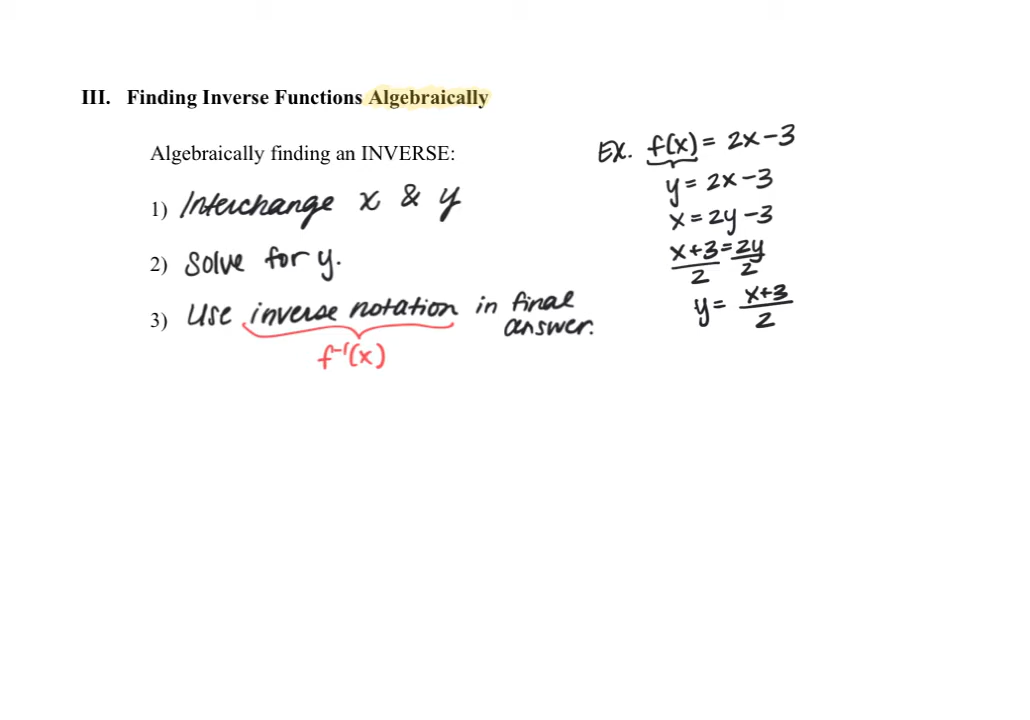 III. Finding Inverse Functions Algebraically
Algebraically finding an INVERSE:
1) Interchange x & y
2) Solve for y.
3) Use inverse notation in final
answer.
f⁻¹(x)
EX. f(x) = 2x-3
y = 2x-3
x = 2y-3
x+3 = 2y
2 2
y = x+3
2